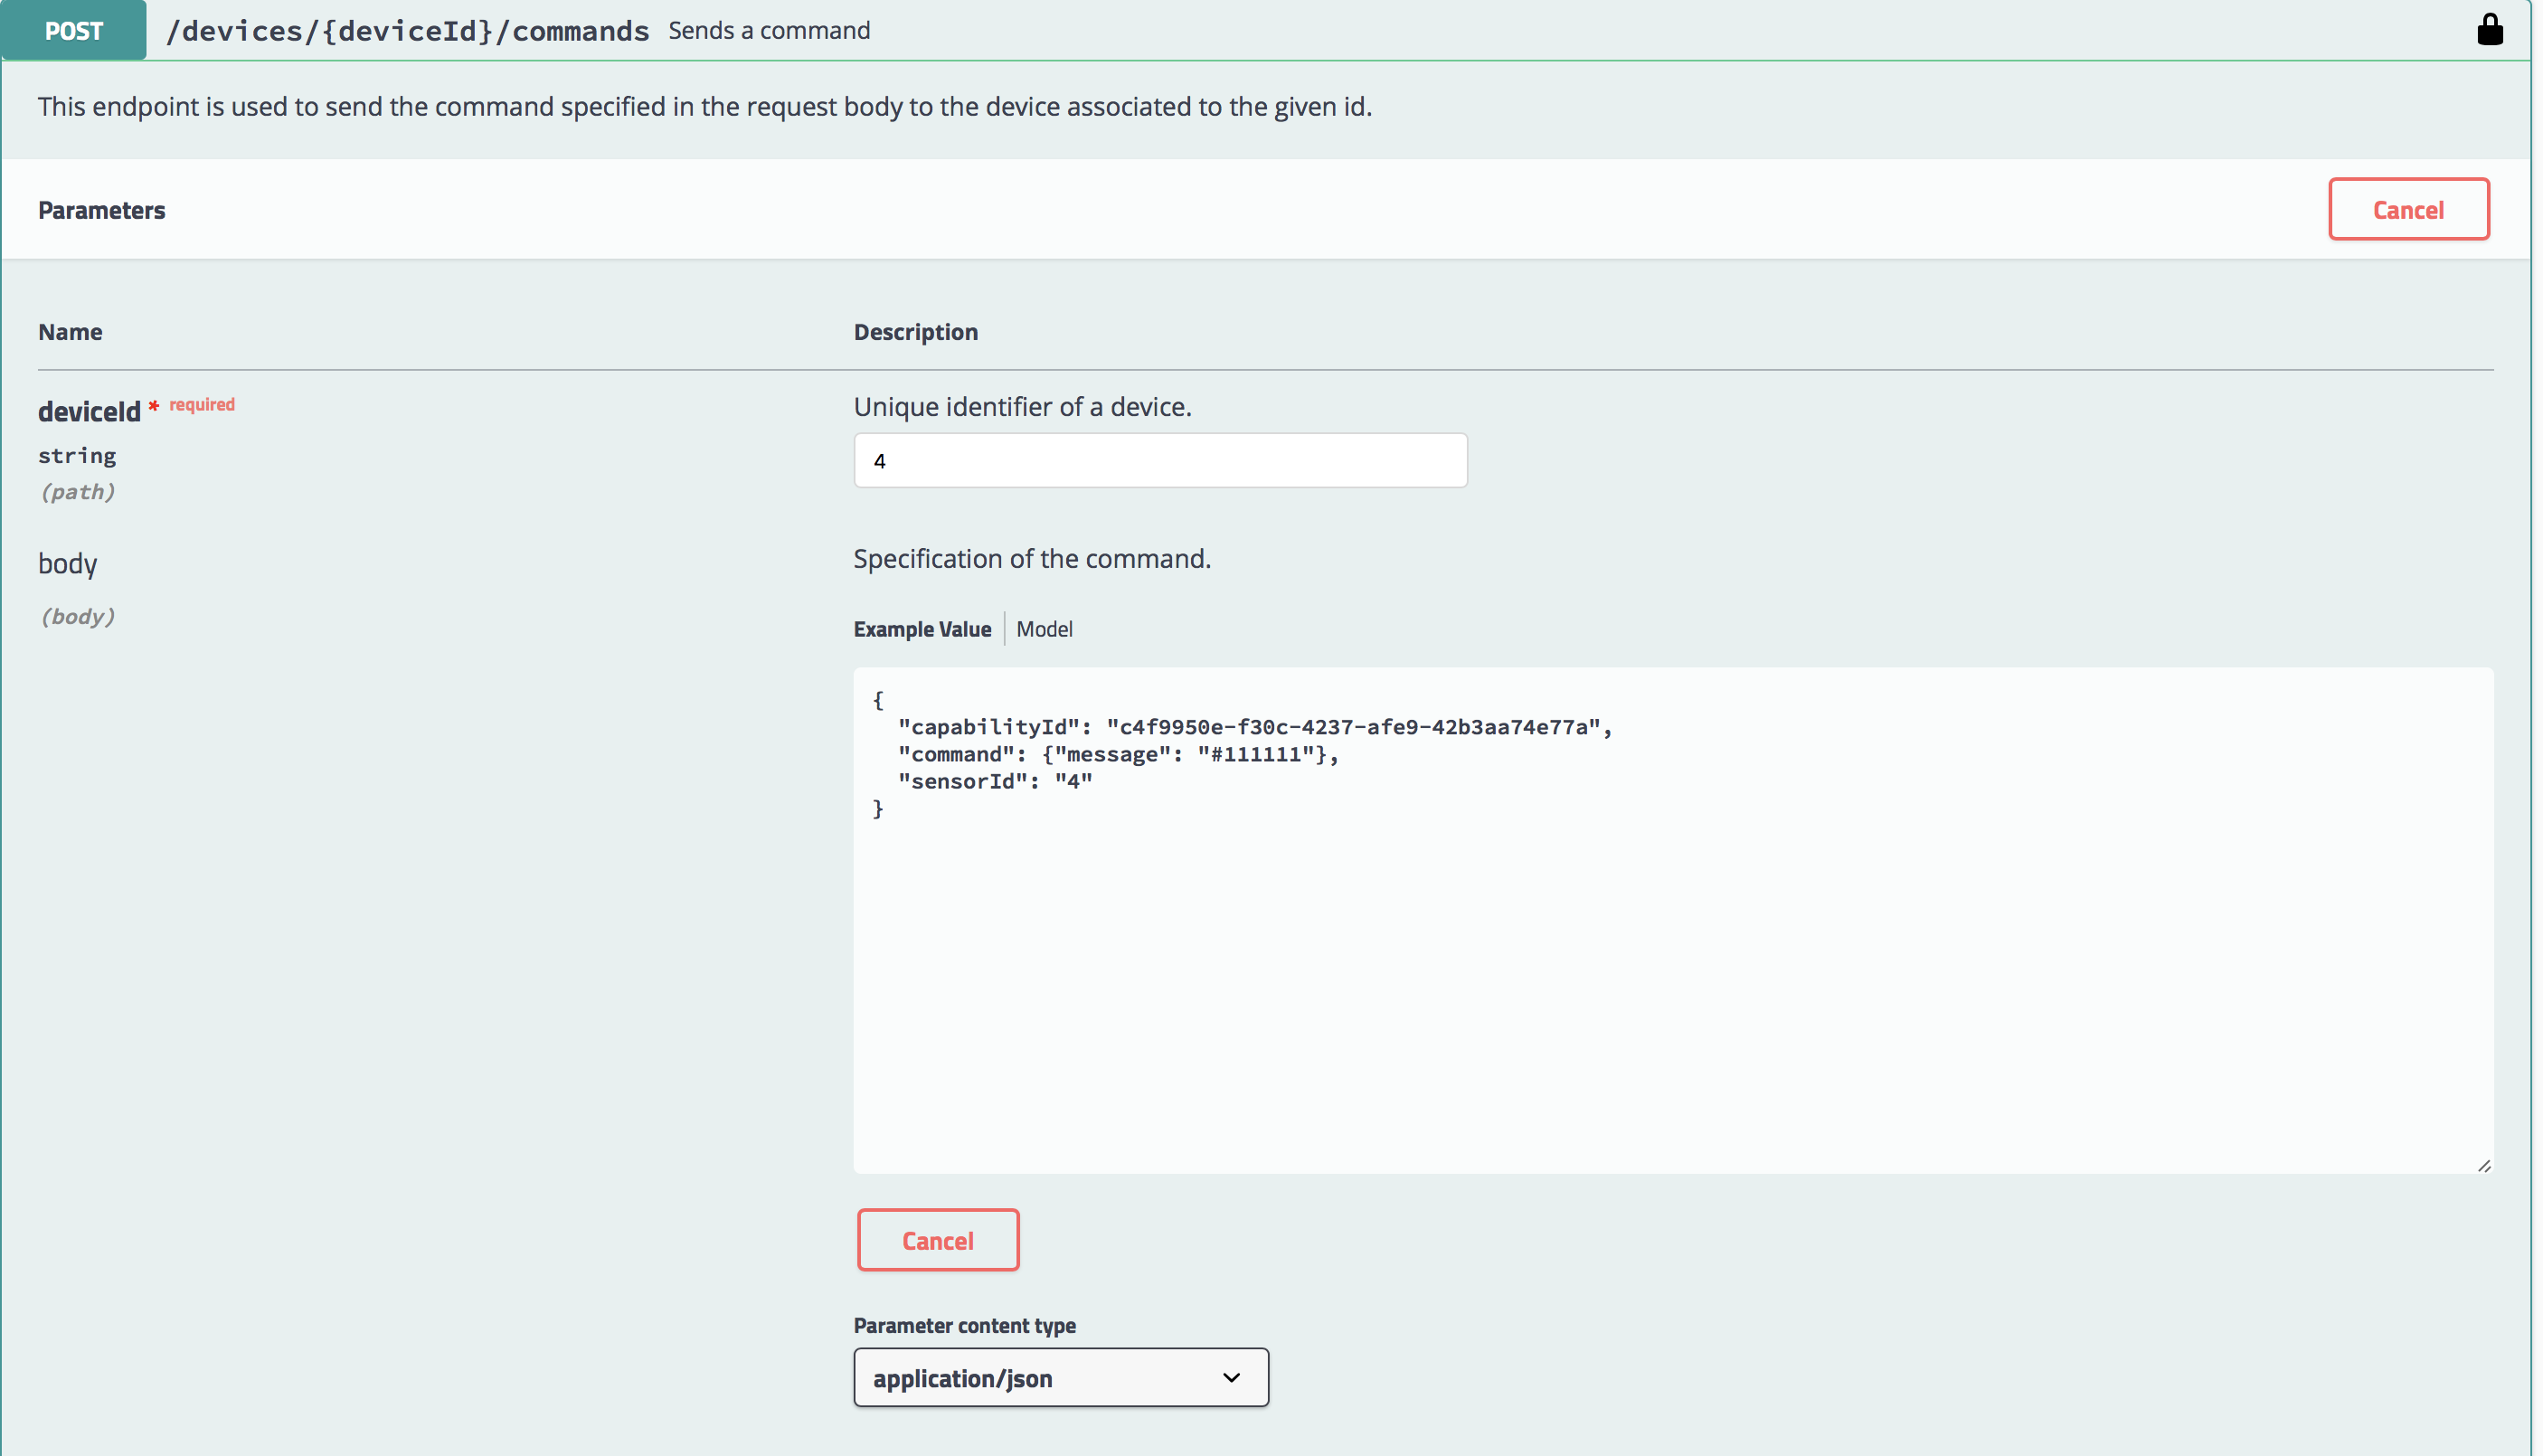 POST /devices/{deviceId}/commands Sends a command
This endpoint is used to send the command specified in the request body to the device associated to the given id.
Parameters
Cancel
Name Description
deviceId * required
string
(path)
Unique identifier of a device.
4
body
(body)
Specification of the command.
Example Value Model
{
  "capabilityId": "c4f9950e-f30c-4237-afe9-42b3aa74e77a",
  "command": {"message": "#111111"},
  "sensorId": "4"
}
Cancel
Parameter content type
application/json